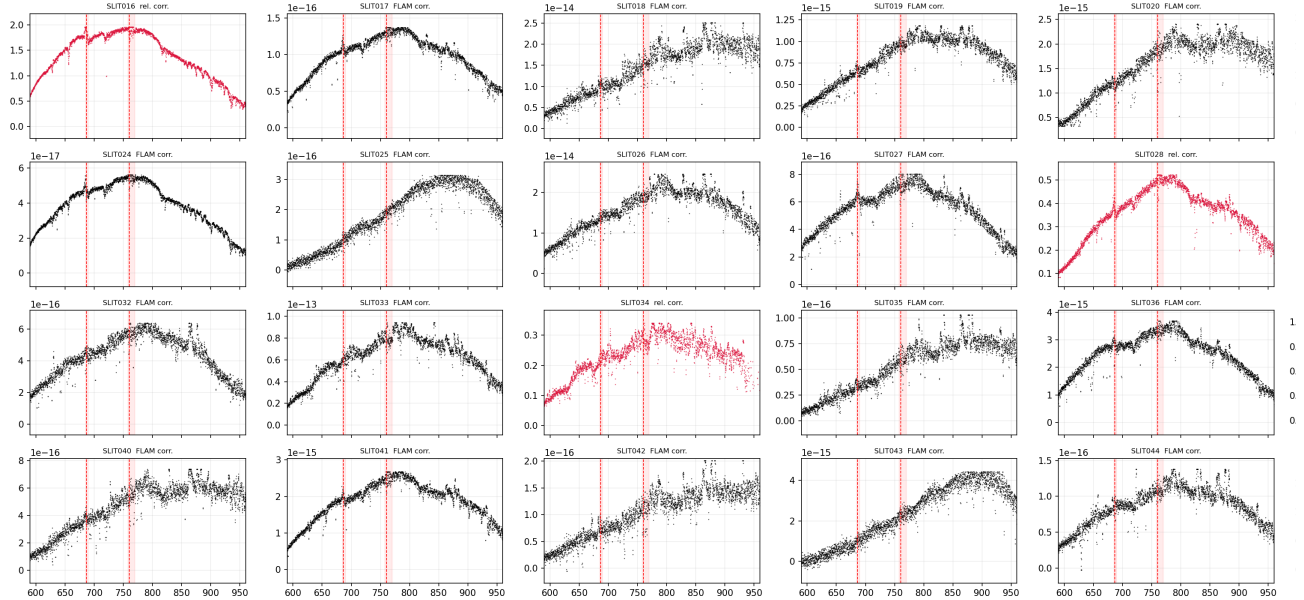 SLIT016 rel. corr.
SLIT017 FLAM corr.
SLIT018 FLAM corr.
SLIT019 FLAM corr.
SLIT020 FLAM corr.
1e−16
1e−14
1e−15
1e−15
2.0
1.5
1.0
0.5
0.0
1.5
1.0
0.5
0.0
2.5
2.0
1.5
1.0
0.5
0.0
1.25
1.00
0.75
0.50
0.25
0.00
2.5
2.0
1.5
1.0
0.5
SLIT024 FLAM corr.
SLIT025 FLAM corr.
SLIT026 FLAM corr.
SLIT027 FLAM corr.
SLIT028 rel. corr.
1e−17
1e−16
1e−14
1e−16
6
4
2
0
3
2
1
0
2
1
0
8
6
4
2
0
0.5
0.4
0.3
0.2
0.1
SLIT032 FLAM corr.
SLIT033 FLAM corr.
SLIT034 rel. corr.
SLIT035 FLAM corr.
SLIT036 FLAM corr.
1e−16
1e−13
1e−16
1e−15
6
4
2
0
1.0
0.8
0.6
0.4
0.2
0.0
0.3
0.2
0.1
0.0
1.00
0.75
0.50
0.25
0.00
4
3
2
1
0
SLIT040 FLAM corr.
SLIT041 FLAM corr.
SLIT042 FLAM corr.
SLIT043 FLAM corr.
SLIT044 FLAM corr.
1e−16
1e−15
1e−16
1e−15
1e−16
8
6
4
2
0
3
2
1
0
2.0
1.5
1.0
0.5
0.0
4
2
0
1.5
1.0
0.5
0.0
600 650 700 750 800 850 900 950
600 650 700 750 800 850 900 950
600 650 700 750 800 850 900 950
600 650 700 750 800 850 900 950
600 650 700 750 800 850 900 950